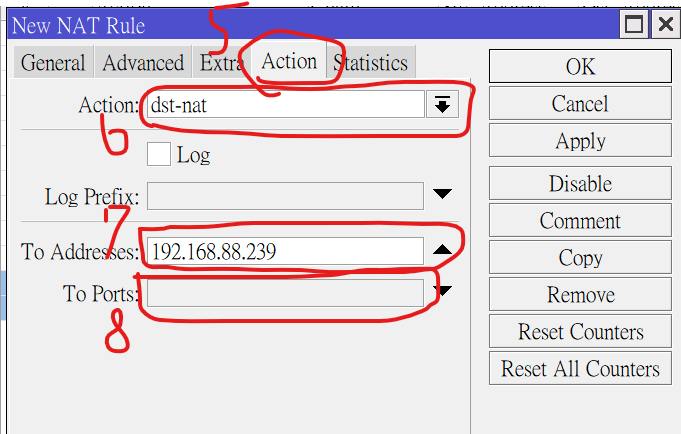 New NAT Rule
5
General Advanced Extra Action Statistics
OK
Action: dst-nat
Cancel
6
Apply
Log
Disable
Log Prefix:
Comment
7
To Addresses: 192.168.88.239
Copy
To Ports:
Remove
8
Reset Counters
Reset All Counters